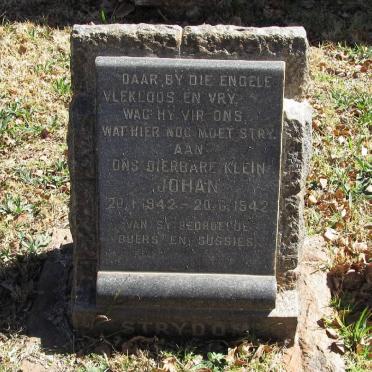 DAAR BY DIE ENGELE
VLEKLOOS EN VRY,
WAG HY VIR ONS,
WAT HIER NOG MOET STRY.
AAN
ONS DIERBARE KLEIN
JOHAN
20.1.1942 - 20.6.1942
VAN SY BEDROEFDE
OUERS EN SUSSIES.
STRYDOM